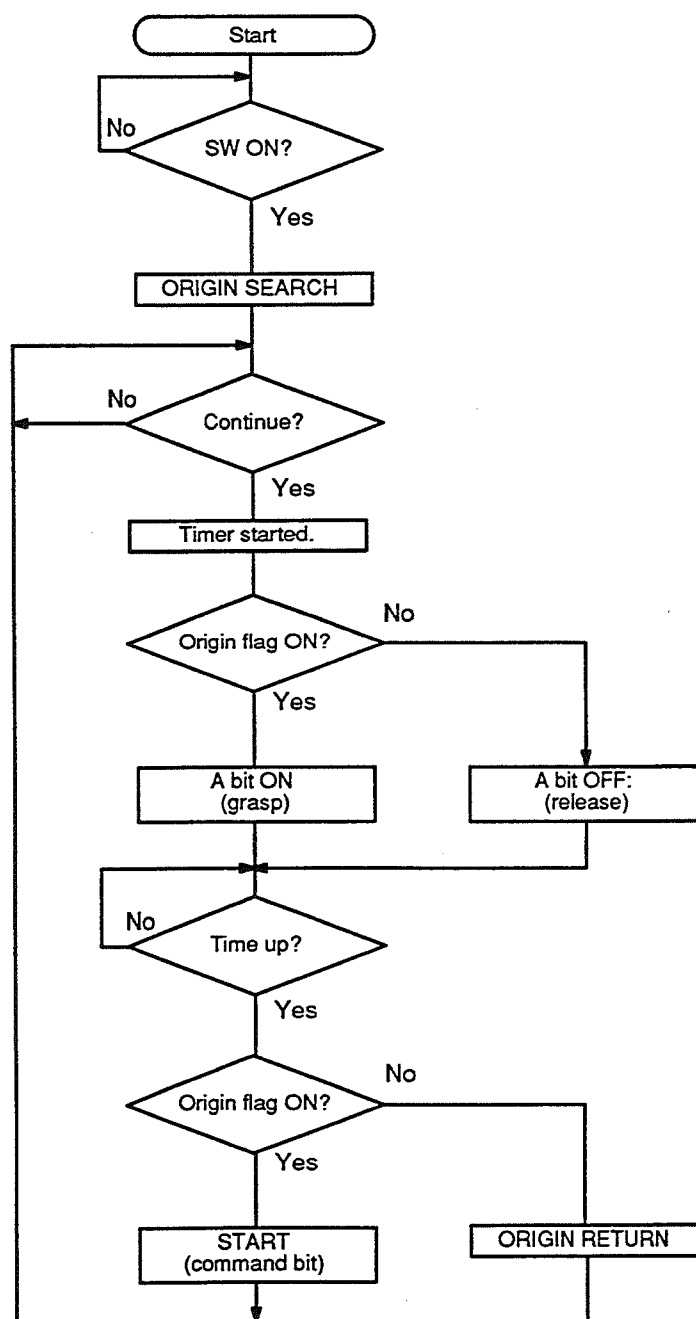 Start
No
SW ON?
Yes
ORIGIN SEARCH
No
Continue?
Yes
Timer started.
Origin flag ON?
No
Yes
A bit ON
(grasp)
A bit OFF:
(release)
No
Time up?
Yes
Origin flag ON?
No
Yes
START
(command bit)
ORIGIN RETURN